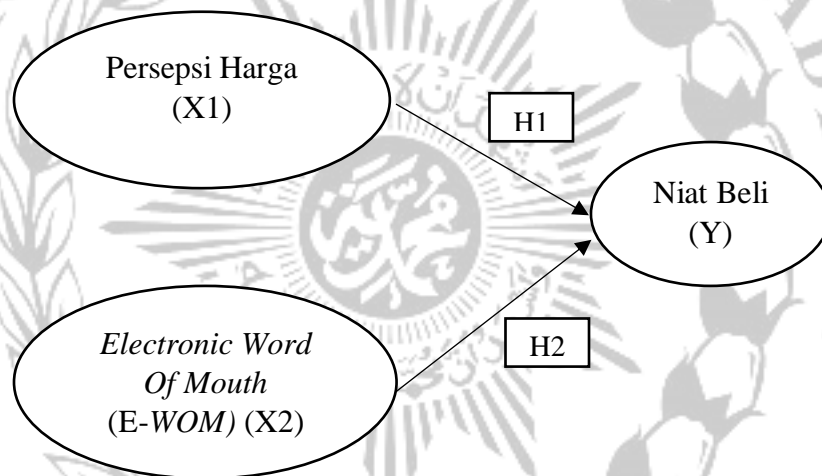 Persepsi Harga
(X1)
H1
Niat Beli
(Y)
Electronic Word
Of Mouth
(E-WOM) (X2)
H2